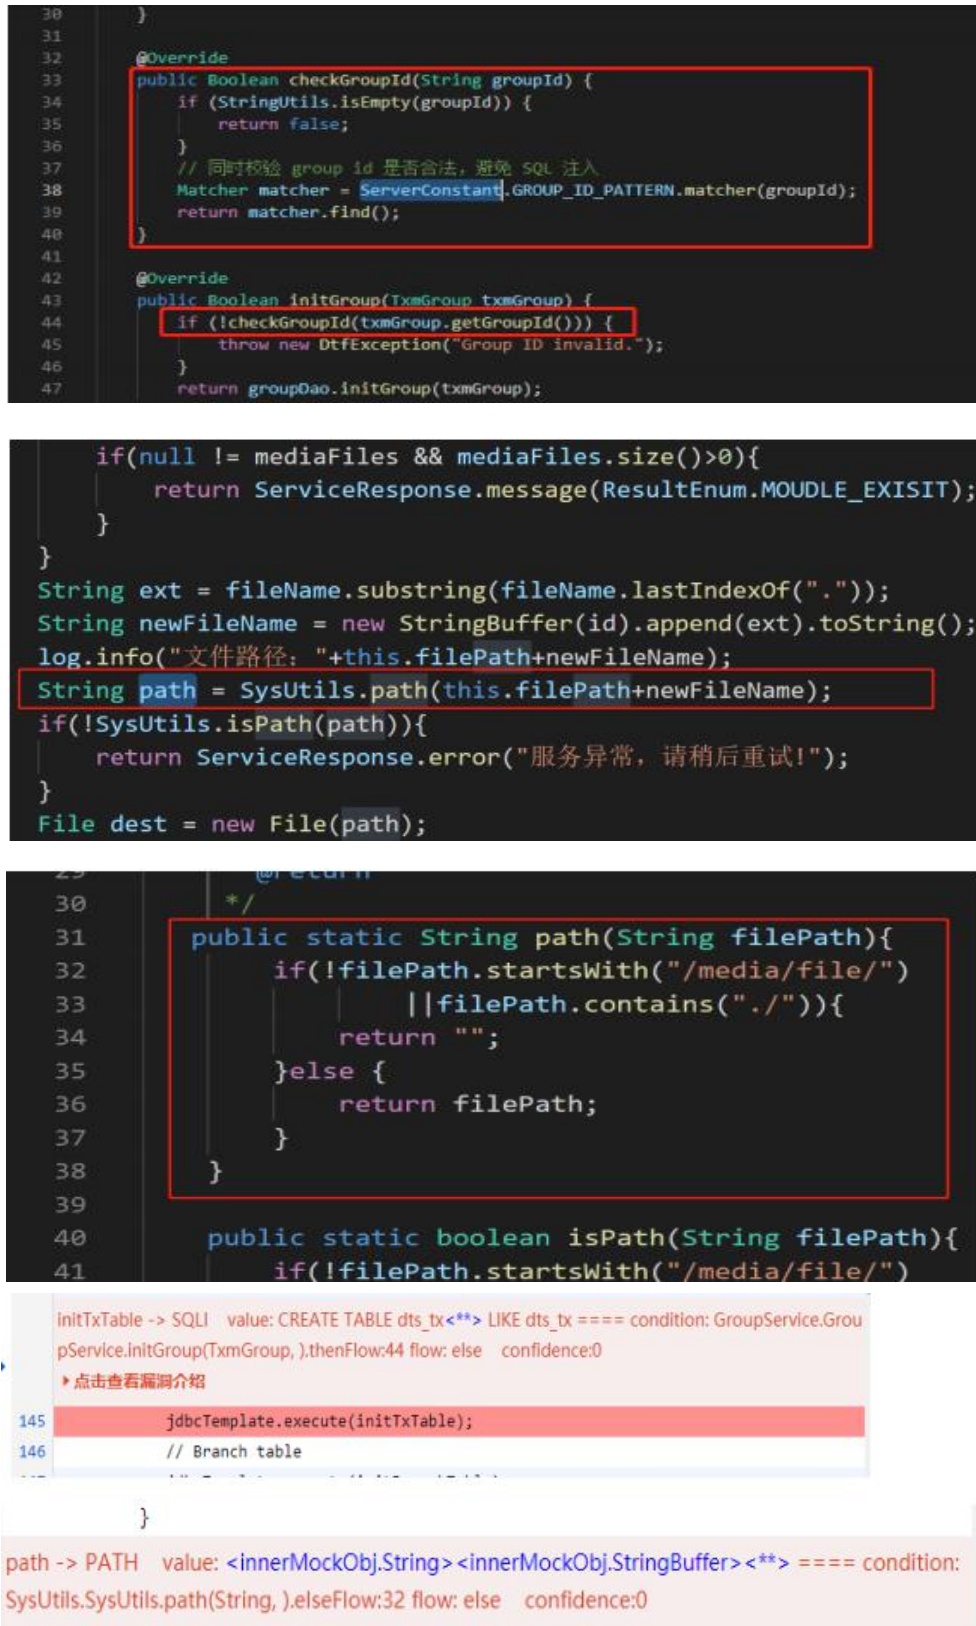 30 }
31
32 @Override
33 public Boolean checkGroupId(String groupId) {
34 if (StringUtils.isEmpty(groupId)) {
35 return false;
36 }
37 // 同时校验 group id 是否合法，避免 SQL 注入
38 Matcher matcher = ServerConstant.GROUP_ID_PATTERN.matcher(groupId);
39 return matcher.find();
40 }
41
42 @Override
43 public Boolean initGroup(TxmGroup txmGroup) {
44 if (!checkGroupId(txmGroup.getGroupId())) {
45 throw new DtfException("Group ID invalid.");
46 }
47 return groupDao.initGroup(txmGroup);
if(null != mediaFiles && mediaFiles.size()>0){
return ServiceResponse.message(ResultEnum.MOUDLE_EXISIT);
}
}
String ext = fileName.substring(fileName.lastIndexOf("."));
String newFileName = new StringBuffer(id).append(ext).toString();
log.info("文件路径："+this.filePath+newFileName);
String path = SysUtils.path(this.filePath+newFileName);
if(!SysUtils.isPath(path)){
return ServiceResponse.error("服务异常，请稍后重试!");
}
File dest = new File(path);
29 @return
30 */
31 public static String path(String filePath){
32 if(!filePath.startsWith("/media/file/")
33 ||filePath.contains("./")){
34 return "";
35 }else {
36 return filePath;
37 }
38 }
39
40 public static boolean isPath(String filePath){
41 if(!filePath.startsWith("/media/file/")
initTxTable -> SQLI value: CREATE TABLE dts_tx<**> LIKE dts_tx ==== condition: GroupService.Grou
pService.initGroup(TxmGroup, ).thenFlow:44 flow: else confidence:0
点击查看漏洞介绍
145 jdbcTemplate.execute(initTxTable);
146 // Branch table
}
path -> PATH value: <innerMockObj.String><innerMockObj.StringBuffer><**> ==== condition:
SysUtils.SysUtils.path(String, ).elseFlow:32 flow: else confidence:0